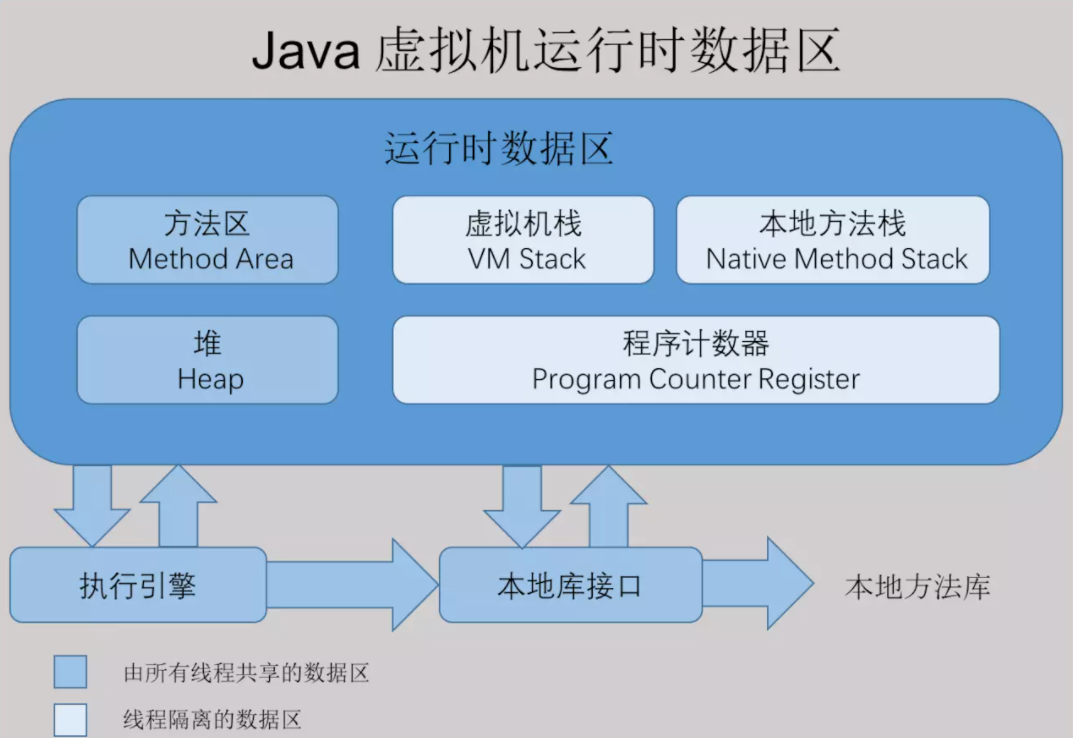 Java 虚拟机运行时数据区
运行时数据区
方法区
Method Area
虚拟机栈
VM Stack
本地方法栈
Native Method Stack
堆
Heap
程序计数器
Program Counter Register
执行引擎
本地库接口
本地方法库
由所有线程共享的数据区
线程隔离的数据区